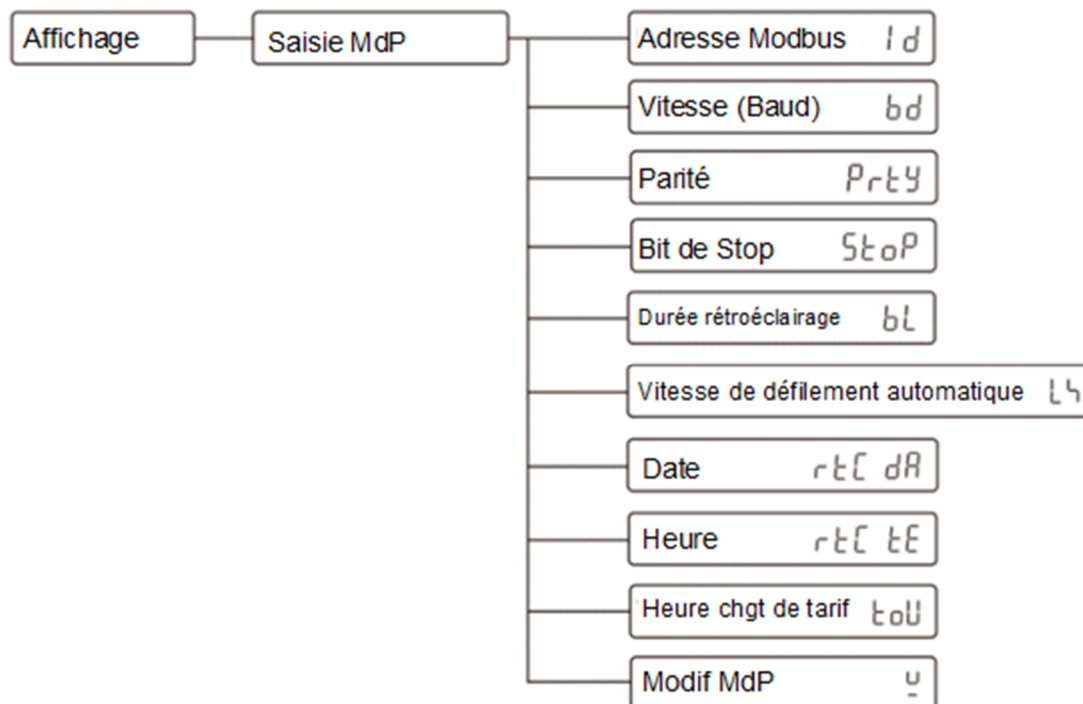 Affichage
Saisie MdP
Adresse Modbus Id
Vitesse (Baud) bd
Parité PrtY
Bit de Stop StoP
Durée rétroéclairage bL
Vitesse de défilement automatique
Date rtC dA
Heure rtC tE
Heure chgt de tarif toU
Modif MdP